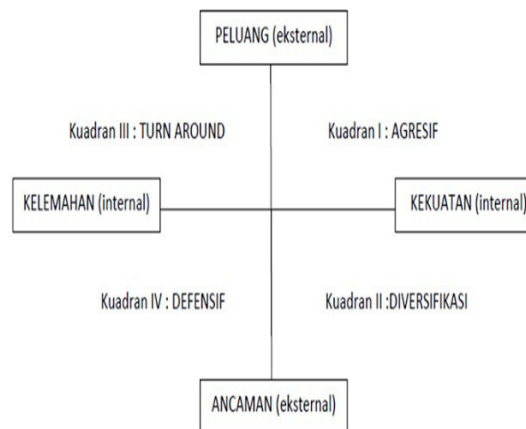 PELUANG (eksternal)
Kuadran III : TURN AROUND
Kuadran I : AGRESIF
KELEMAHAN (internal)
KEKUATAN (internal)
Kuadran IV : DEFENSIF
Kuadran II :DIVERSIFIKASI
ANCAMAN (eksternal)